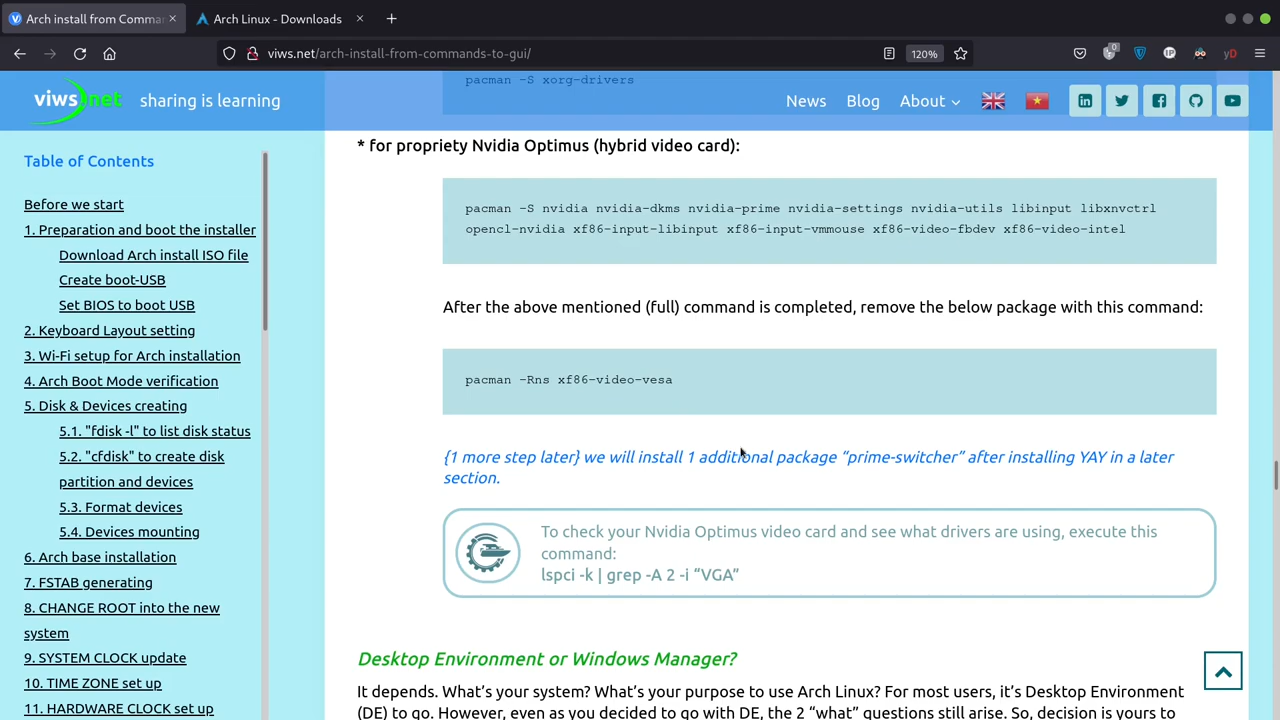 Arch install from Comma
Arch Linux - Downloads
viws.net/arch-install-from-commands-to-gui/
120%
0
IP
yD
viws.net
sharing is learning
News
Blog
About
pacman -S xorg-drivers
Table of Contents
Before we start
1. Preparation and boot the installer
Download Arch install ISO file
Create boot-USB
Set BIOS to boot USB
2. Keyboard Layout setting
3. Wi-Fi setup for Arch installation
4. Arch Boot Mode verification
5. Disk & Devices creating
5.1. "fdisk -l" to list disk status
5.2. "cfdisk" to create disk
partition and devices
5.3. Format devices
5.4. Devices mounting
6. Arch base installation
7. FSTAB generating
8. CHANGE ROOT into the new
system
9. SYSTEM CLOCK update
10. TIME ZONE set up
11. HARDWARE CLOCK set up
* for propriety Nvidia Optimus (hybrid video card):
pacman -S nvidia nvidia-dkms nvidia-prime nvidia-settings nvidia-utils libinput libxnvctrl
opencl-nvidia xf86-input-libinput xf86-input-vmmouse xf86-video-fbdev xf86-video-intel
After the above mentioned (full) command is completed, remove the below package with this command:
pacman -Rns xf86-video-vesa
{1 more step later} we will install 1 additional package “prime-switcher” after installing YAY in a later
section.
To check your Nvidia Optimus video card and see what drivers are using, execute this
command:
lspci -k | grep -A 2 -i “VGA”
Desktop Environment or Windows Manager?
It depends. What’s your system? What’s your purpose to use Arch Linux? For most users, it’s Desktop Environment
(DE) to go. However, even as you decided to go with DE, the 2 “what” questions still arise. So, decision is yours to